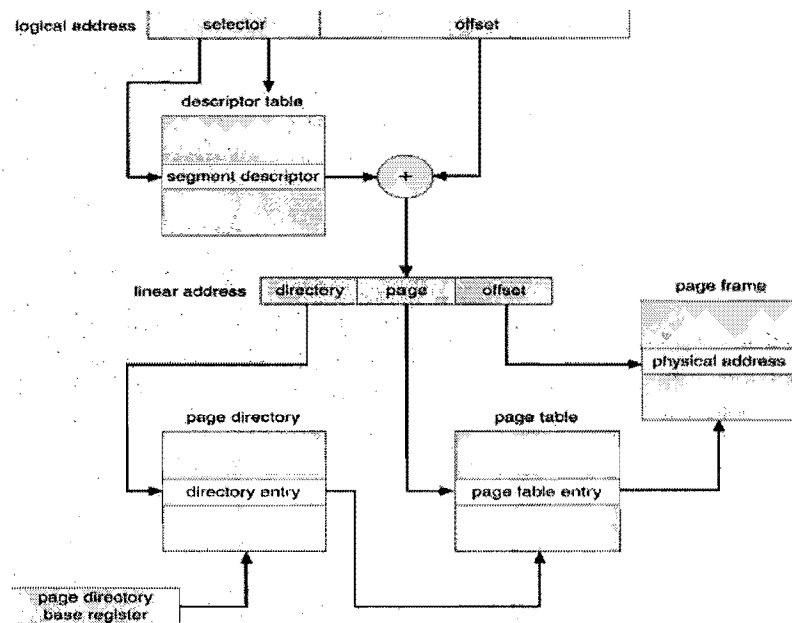 logical address
selector
offset
descriptor table
segment descriptor
+
linear address
directory
page
offset
page frame
physical address
page directory
page table
directory entry
page table entry
page directory
base register